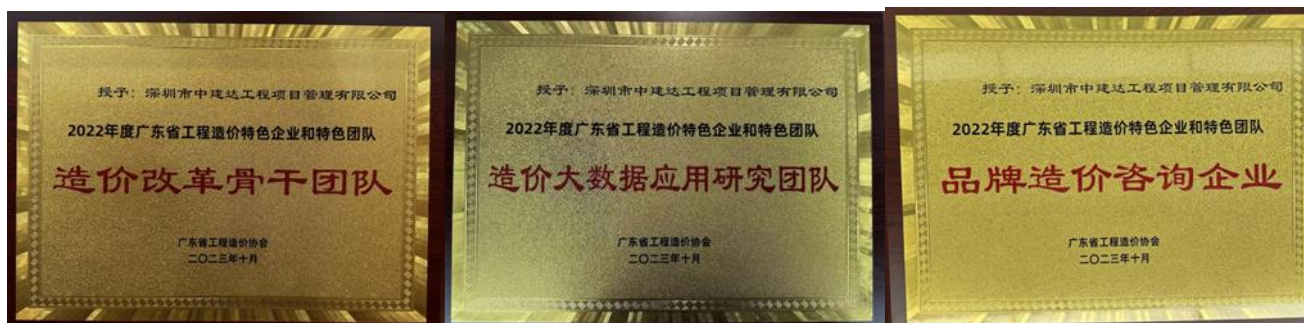 授予：深圳市中建达工程项目管理有限公司
2022年度广东省工程造价特色企业和特色团队
造价改革骨干团队
广东省工程造价协会
二〇二三年十月
授予：深圳市中建达工程项目管理有限公司
2022年度广东省工程造价特色企业和特色团队
造价大数据应用研究团队
广东省工程造价协会
二〇二三年十月
授予：深圳市中建达工程项目管理有限公司
2022年度广东省工程造价特色企业和特色团队
品牌造价咨询企业
广东省工程造价协会
二〇二三年十月